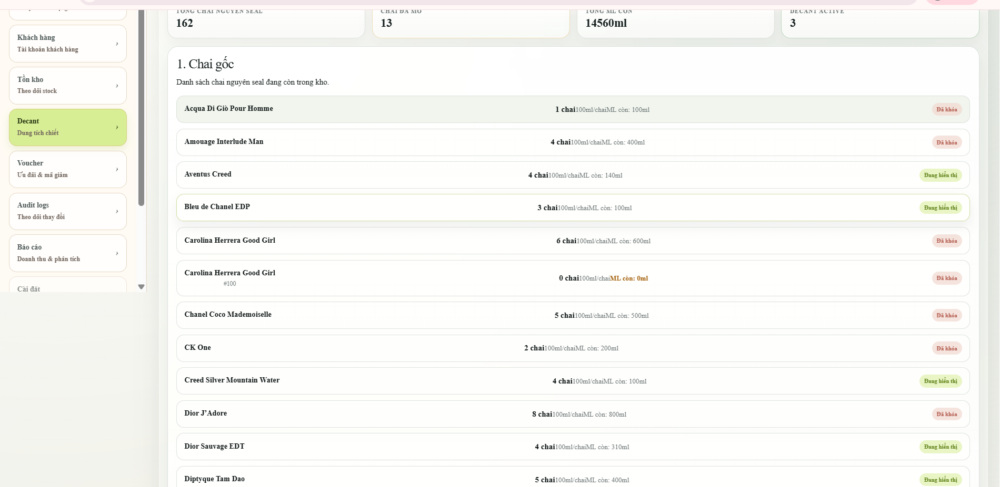 Khách hàng
Tài khoản khách hàng
›
Tồn kho
Theo dõi stock
›
Decant
Dung tích chiết
›
Voucher
Ưu đãi & mã giảm
›
Audit logs
Theo dõi thay đổi
›
Báo cáo
Doanh thu & phân tích
›
Cài đặt
TỔNG CHAI NGUYÊN SEAL
162
CHAI ĐÃ MỞ
13
TỔNG ML CÒN
14560ml
DECANT ACTIVE
3
1. Chai gốc
Danh sách chai nguyên seal đang còn trong kho.
Acqua Di Giò Pour Homme 1 chai100ml/chaiML còn: 100ml Đã khóa
Amouage Interlude Man 4 chai100ml/chaiML còn: 400ml Đã khóa
Aventus Creed 4 chai100ml/chaiML còn: 140ml Đang hiển thị
Bleu de Chanel EDP 3 chai100ml/chaiML còn: 100ml Đang hiển thị
Carolina Herrera Good Girl 6 chai100ml/chaiML còn: 600ml Đã khóa
Carolina Herrera Good Girl
#100
0 chai100ml/chaiML còn: 0ml Đã khóa
Chanel Coco Mademoiselle 5 chai100ml/chaiML còn: 500ml Đã khóa
CK One 2 chai100ml/chaiML còn: 200ml Đã khóa
Creed Silver Mountain Water 4 chai100ml/chaiML còn: 100ml Đang hiển thị
Dior J’Adore 8 chai100ml/chaiML còn: 800ml Đã khóa
Dior Sauvage EDT 4 chai100ml/chaiML còn: 310ml Đang hiển thị
Diptyque Tam Dao 5 chai100ml/chaiML còn: 400ml Đang hiển thị